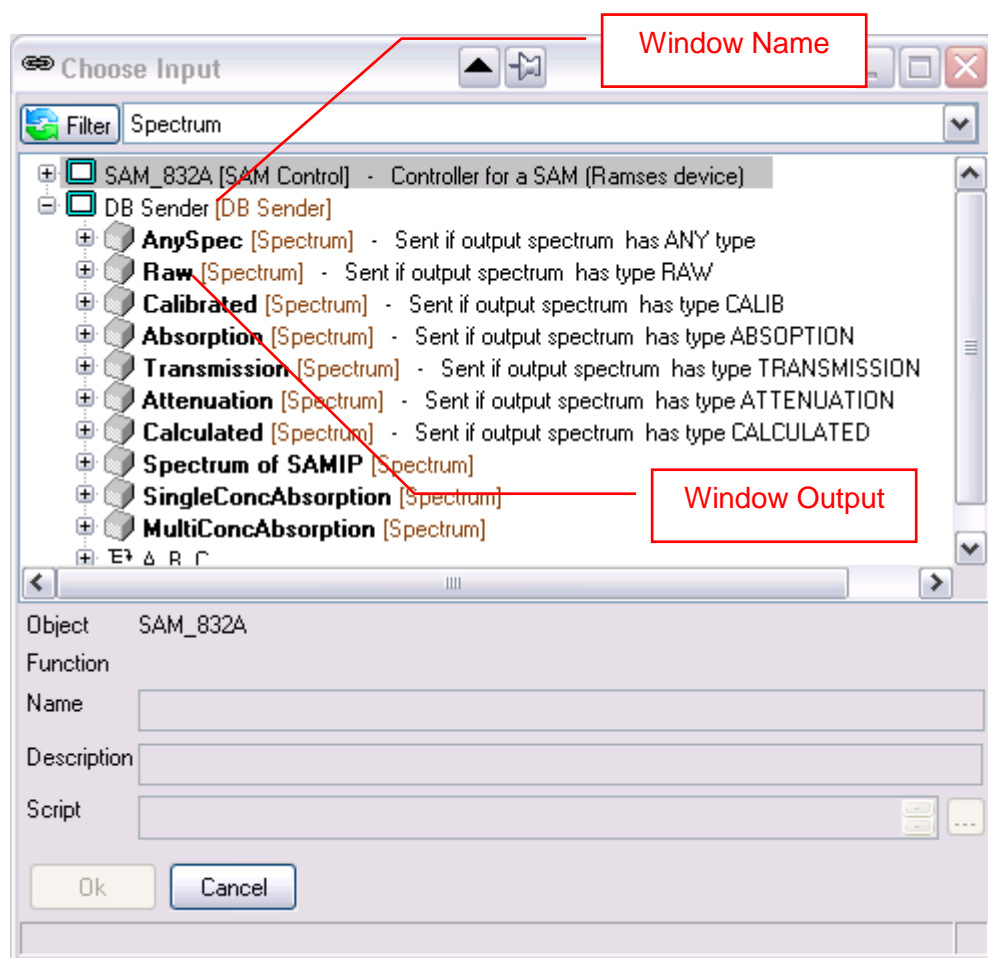 Window Name
Choose Input
Filter Spectrum
SAM_832A [SAM Control] - Controller for a SAM (Ramses device)
DB Sender [DB Sender]
AnySpec [Spectrum] - Sent if output spectrum has ANY type
Raw [Spectrum] - Sent if output spectrum has type RAW
Calibrated [Spectrum] - Sent if output spectrum has type CALIB
Absorption [Spectrum] - Sent if output spectrum has type ABSOPTION
Transmission [Spectrum] - Sent if output spectrum has type TRANSMISSION
Attenuation [Spectrum] - Sent if output spectrum has type ATTENUATION
Calculated [Spectrum] - Sent if output spectrum has type CALCULATED
Spectrum of SAMIP [Spectrum]
SingleConcAbsorption [Spectrum]
Window Output
MultiConcAbsorption [Spectrum]
A B C
Object SAM_832A
Function
Name
Description
Script
...
Ok Cancel